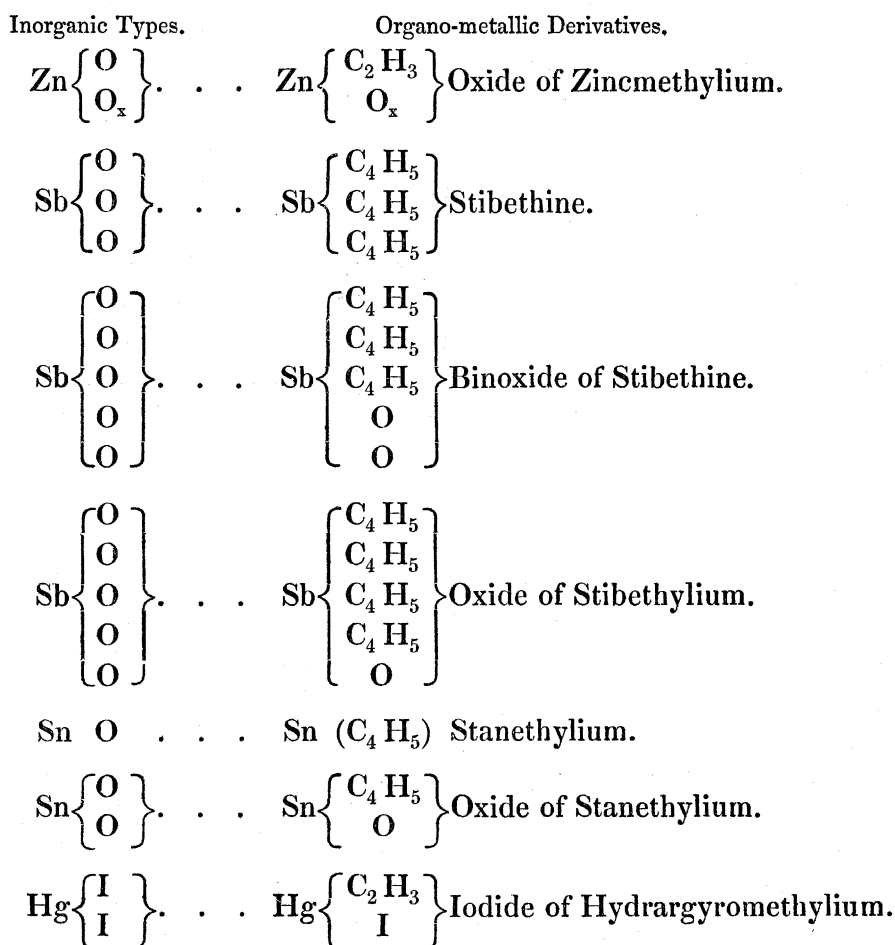 Inorganic Types. Organo-metallic Derivatives.
Zn { O O_x } . . . Zn { C_2 H_3 O_x } Oxide of Zincmethylium.
Sb { O O O } . . . Sb { C_4 H_5 C_4 H_5 C_4 H_5 } Stibethine.
Sb { O O O O O } . . . Sb { C_4 H_5 C_4 H_5 C_4 H_5 O O } Binoxide of Stibethine.
Sb { O O O O O } . . . Sb { C_4 H_5 C_4 H_5 C_4 H_5 C_4 H_5 O } Oxide of Stibethylium.
Sn O . . . Sn (C_4 H_5) Stanethylium.
Sn { O O } . . . Sn { C_4 H_5 O } Oxide of Stanethylium.
Hg { I I } . . . Hg { C_2 H_3 I } Iodide of Hydrargyromethylium.